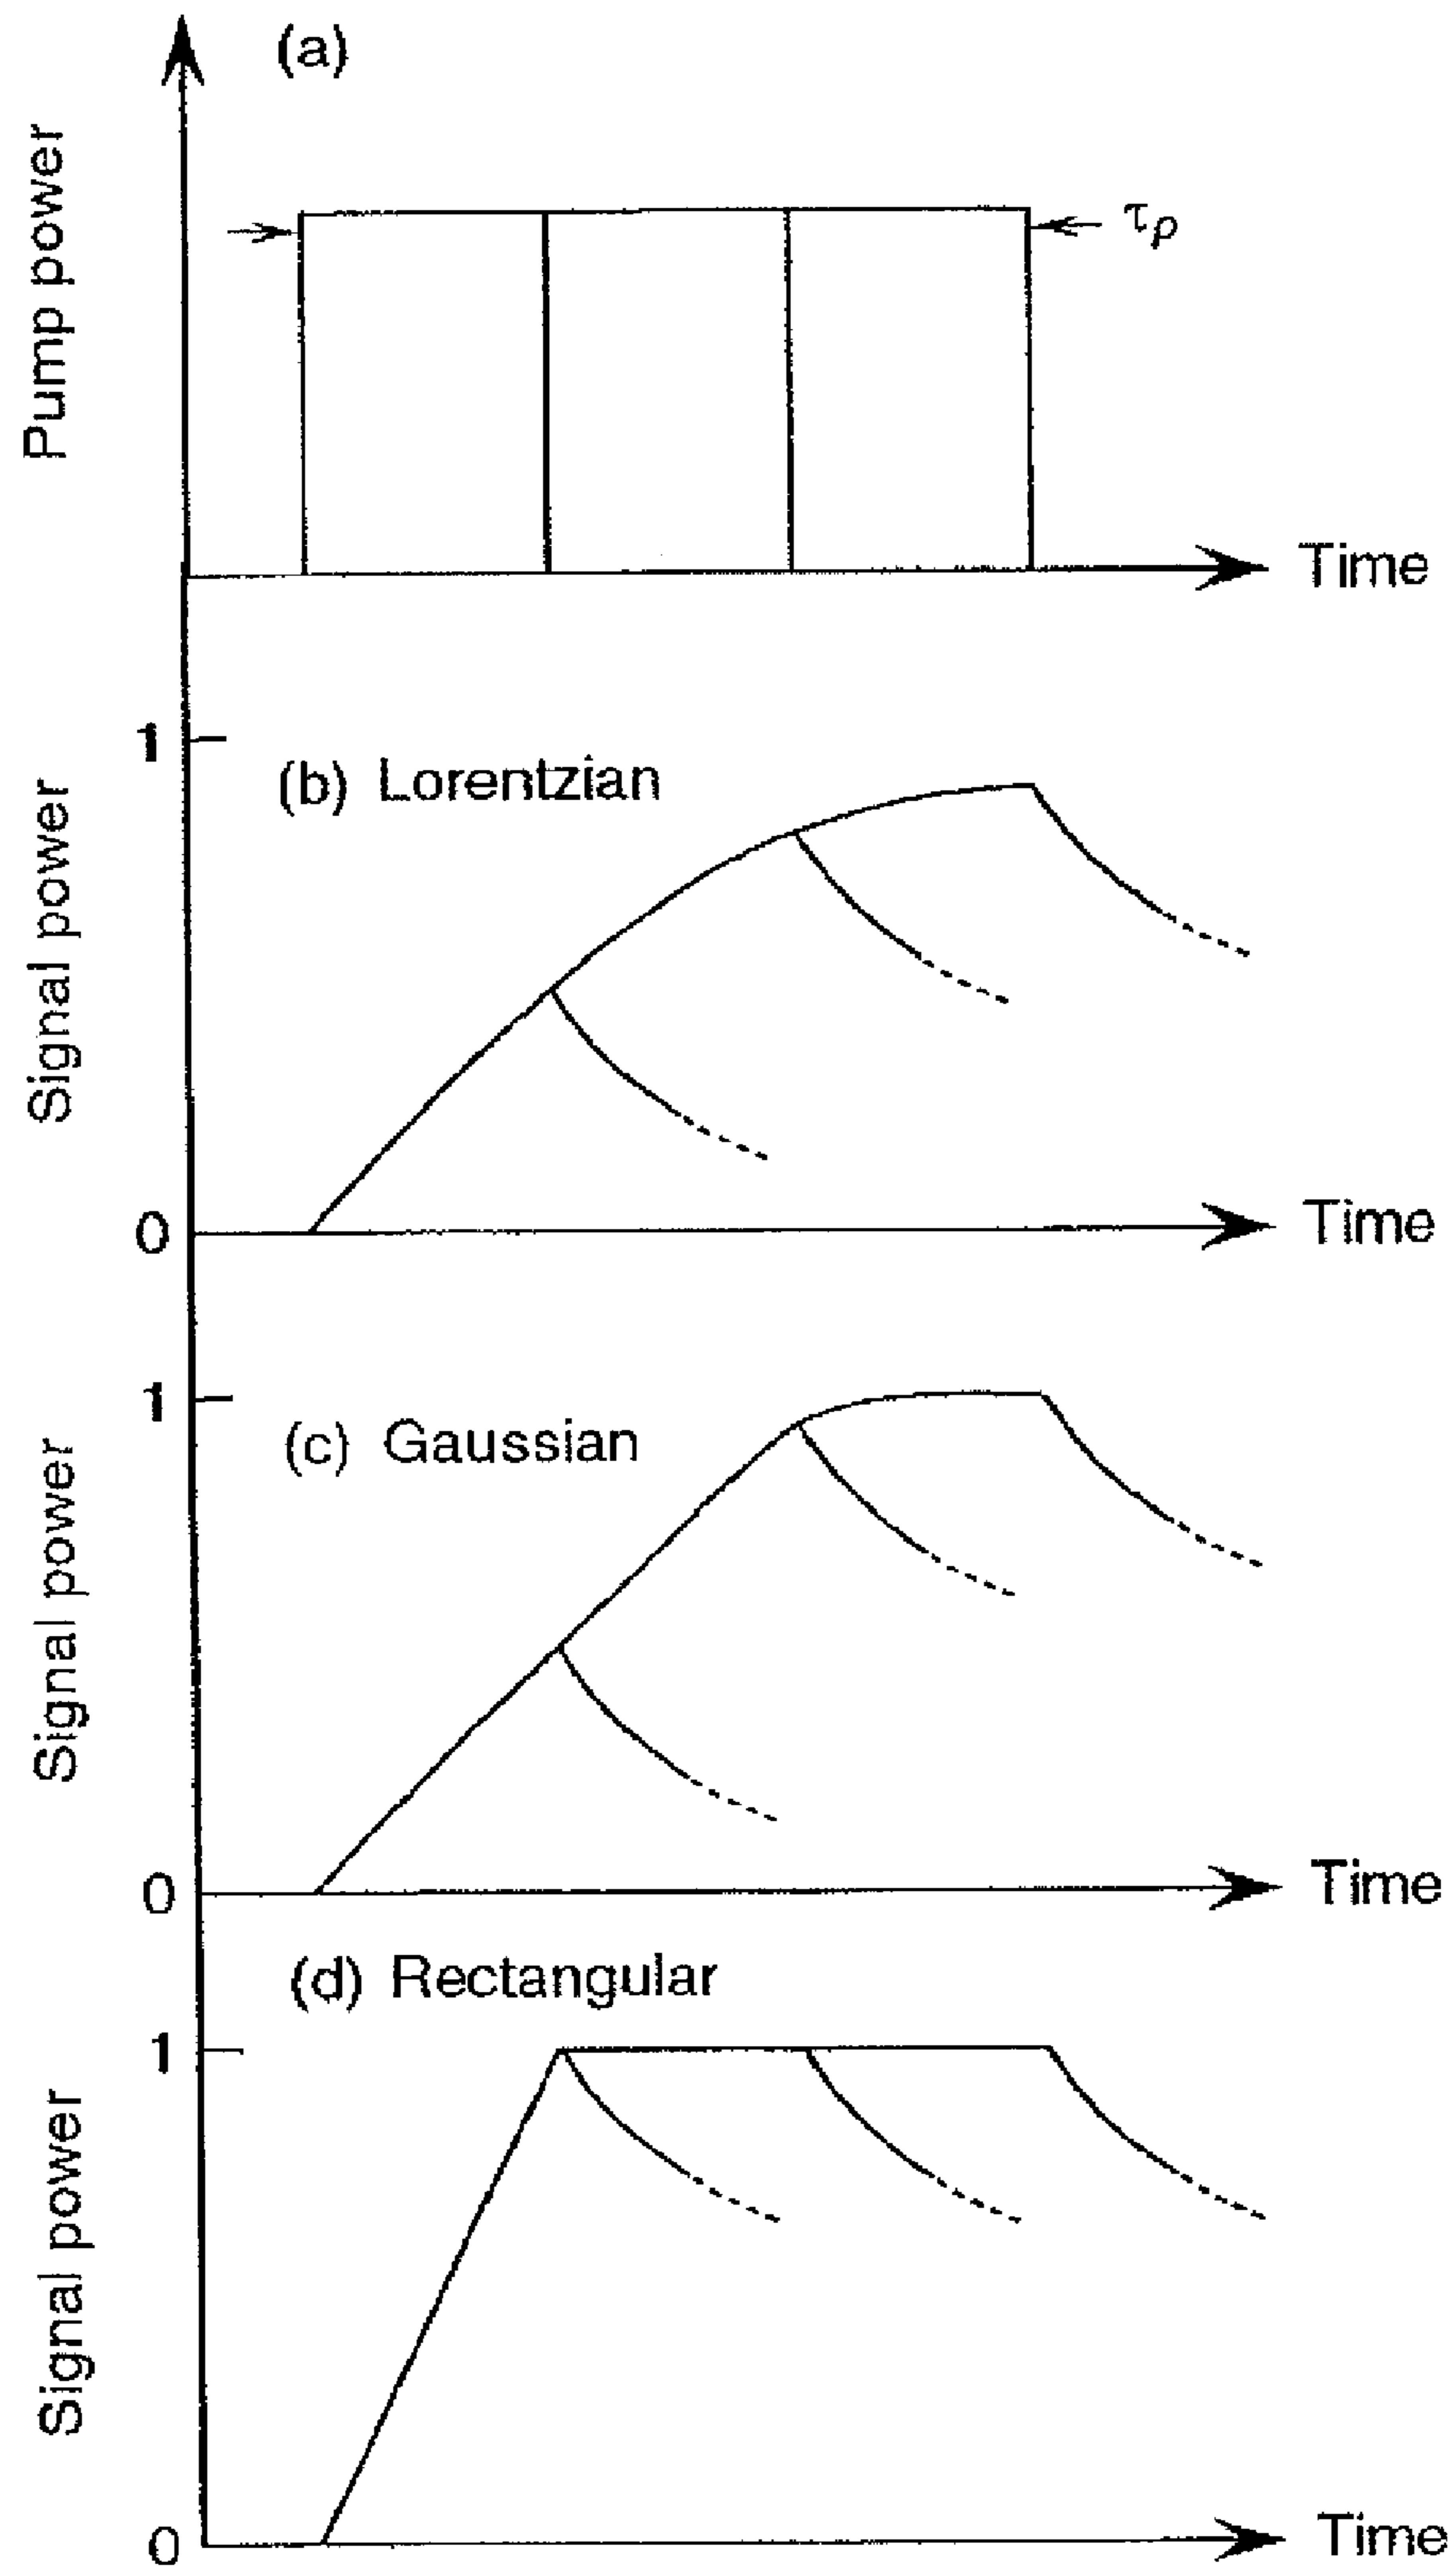 (a)
Pump power
τρ
Time
1
(b) Lorentzian
Signal power
0
Time
1
(c) Gaussian
Signal power
0
Time
(d) Rectangular
1
Signal power
0
Time